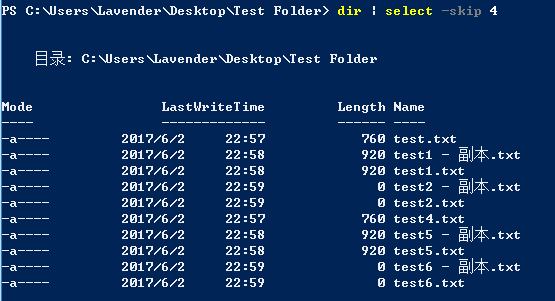 PS C:\Users\Lavender\Desktop\Test Folder> dir | select -skip 4
目录: C:\Users\Lavender\Desktop\Test Folder
Mode LastWriteTime Length Name
---- ------------- ------ ----
-a---- 2017/6/2 22:57 760 test.txt
-a---- 2017/6/2 22:58 920 test1 - 副本.txt
-a---- 2017/6/2 22:58 920 test1.txt
-a---- 2017/6/2 22:59 0 test2 - 副本.txt
-a---- 2017/6/2 22:59 0 test2.txt
-a---- 2017/6/2 22:57 760 test4.txt
-a---- 2017/6/2 22:58 920 test5 - 副本.txt
-a---- 2017/6/2 22:58 920 test5.txt
-a---- 2017/6/2 22:59 0 test6 - 副本.txt
-a---- 2017/6/2 22:59 0 test6.txt